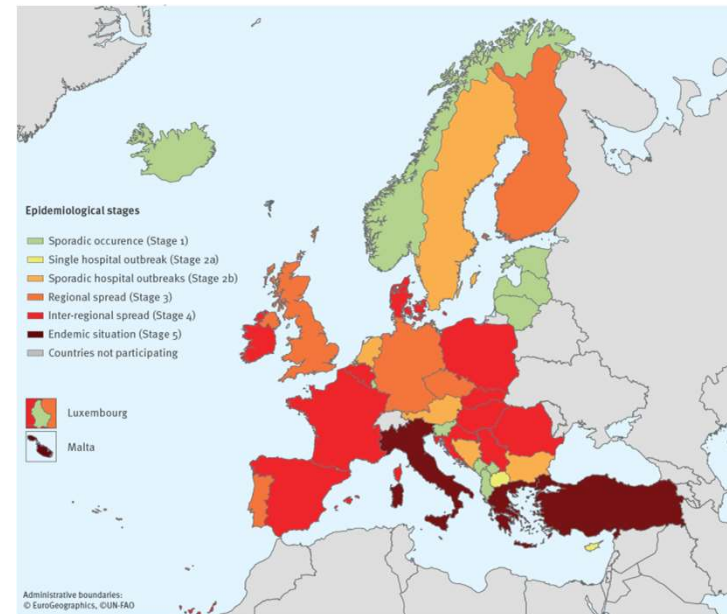 Epidemiological stages
Sporadic occurence (Stage 1)
Single hospital outbreak (Stage 2a)
Sporadic hospital outbreaks (Stage 2b)
Regional spread (Stage 3)
Inter-regional spread (Stage 4)
Endemic situation (Stage 5)
Countries not participating
Luxembourg
Malta
Administrative boundaries:
© EuroGeographics, ©UN-FAO